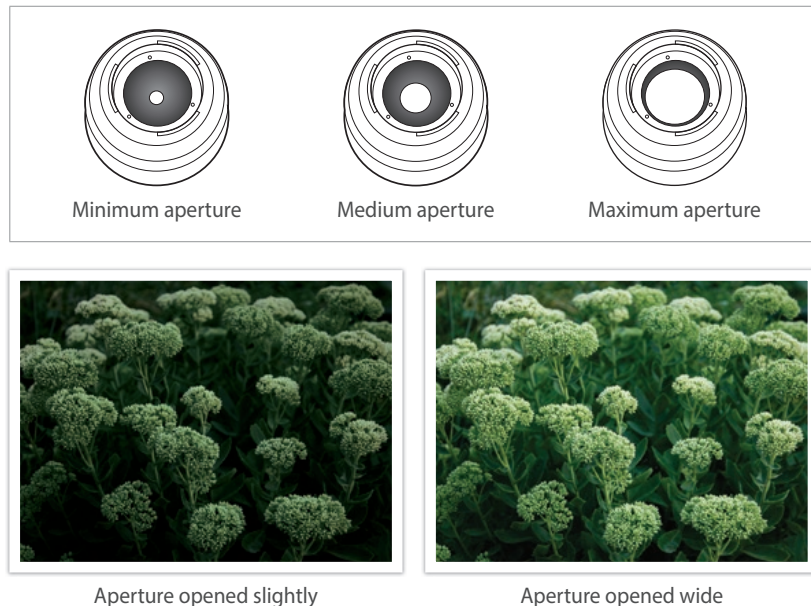 Minimum aperture
Medium aperture
Maximum aperture
Aperture opened slightly
Aperture opened wide